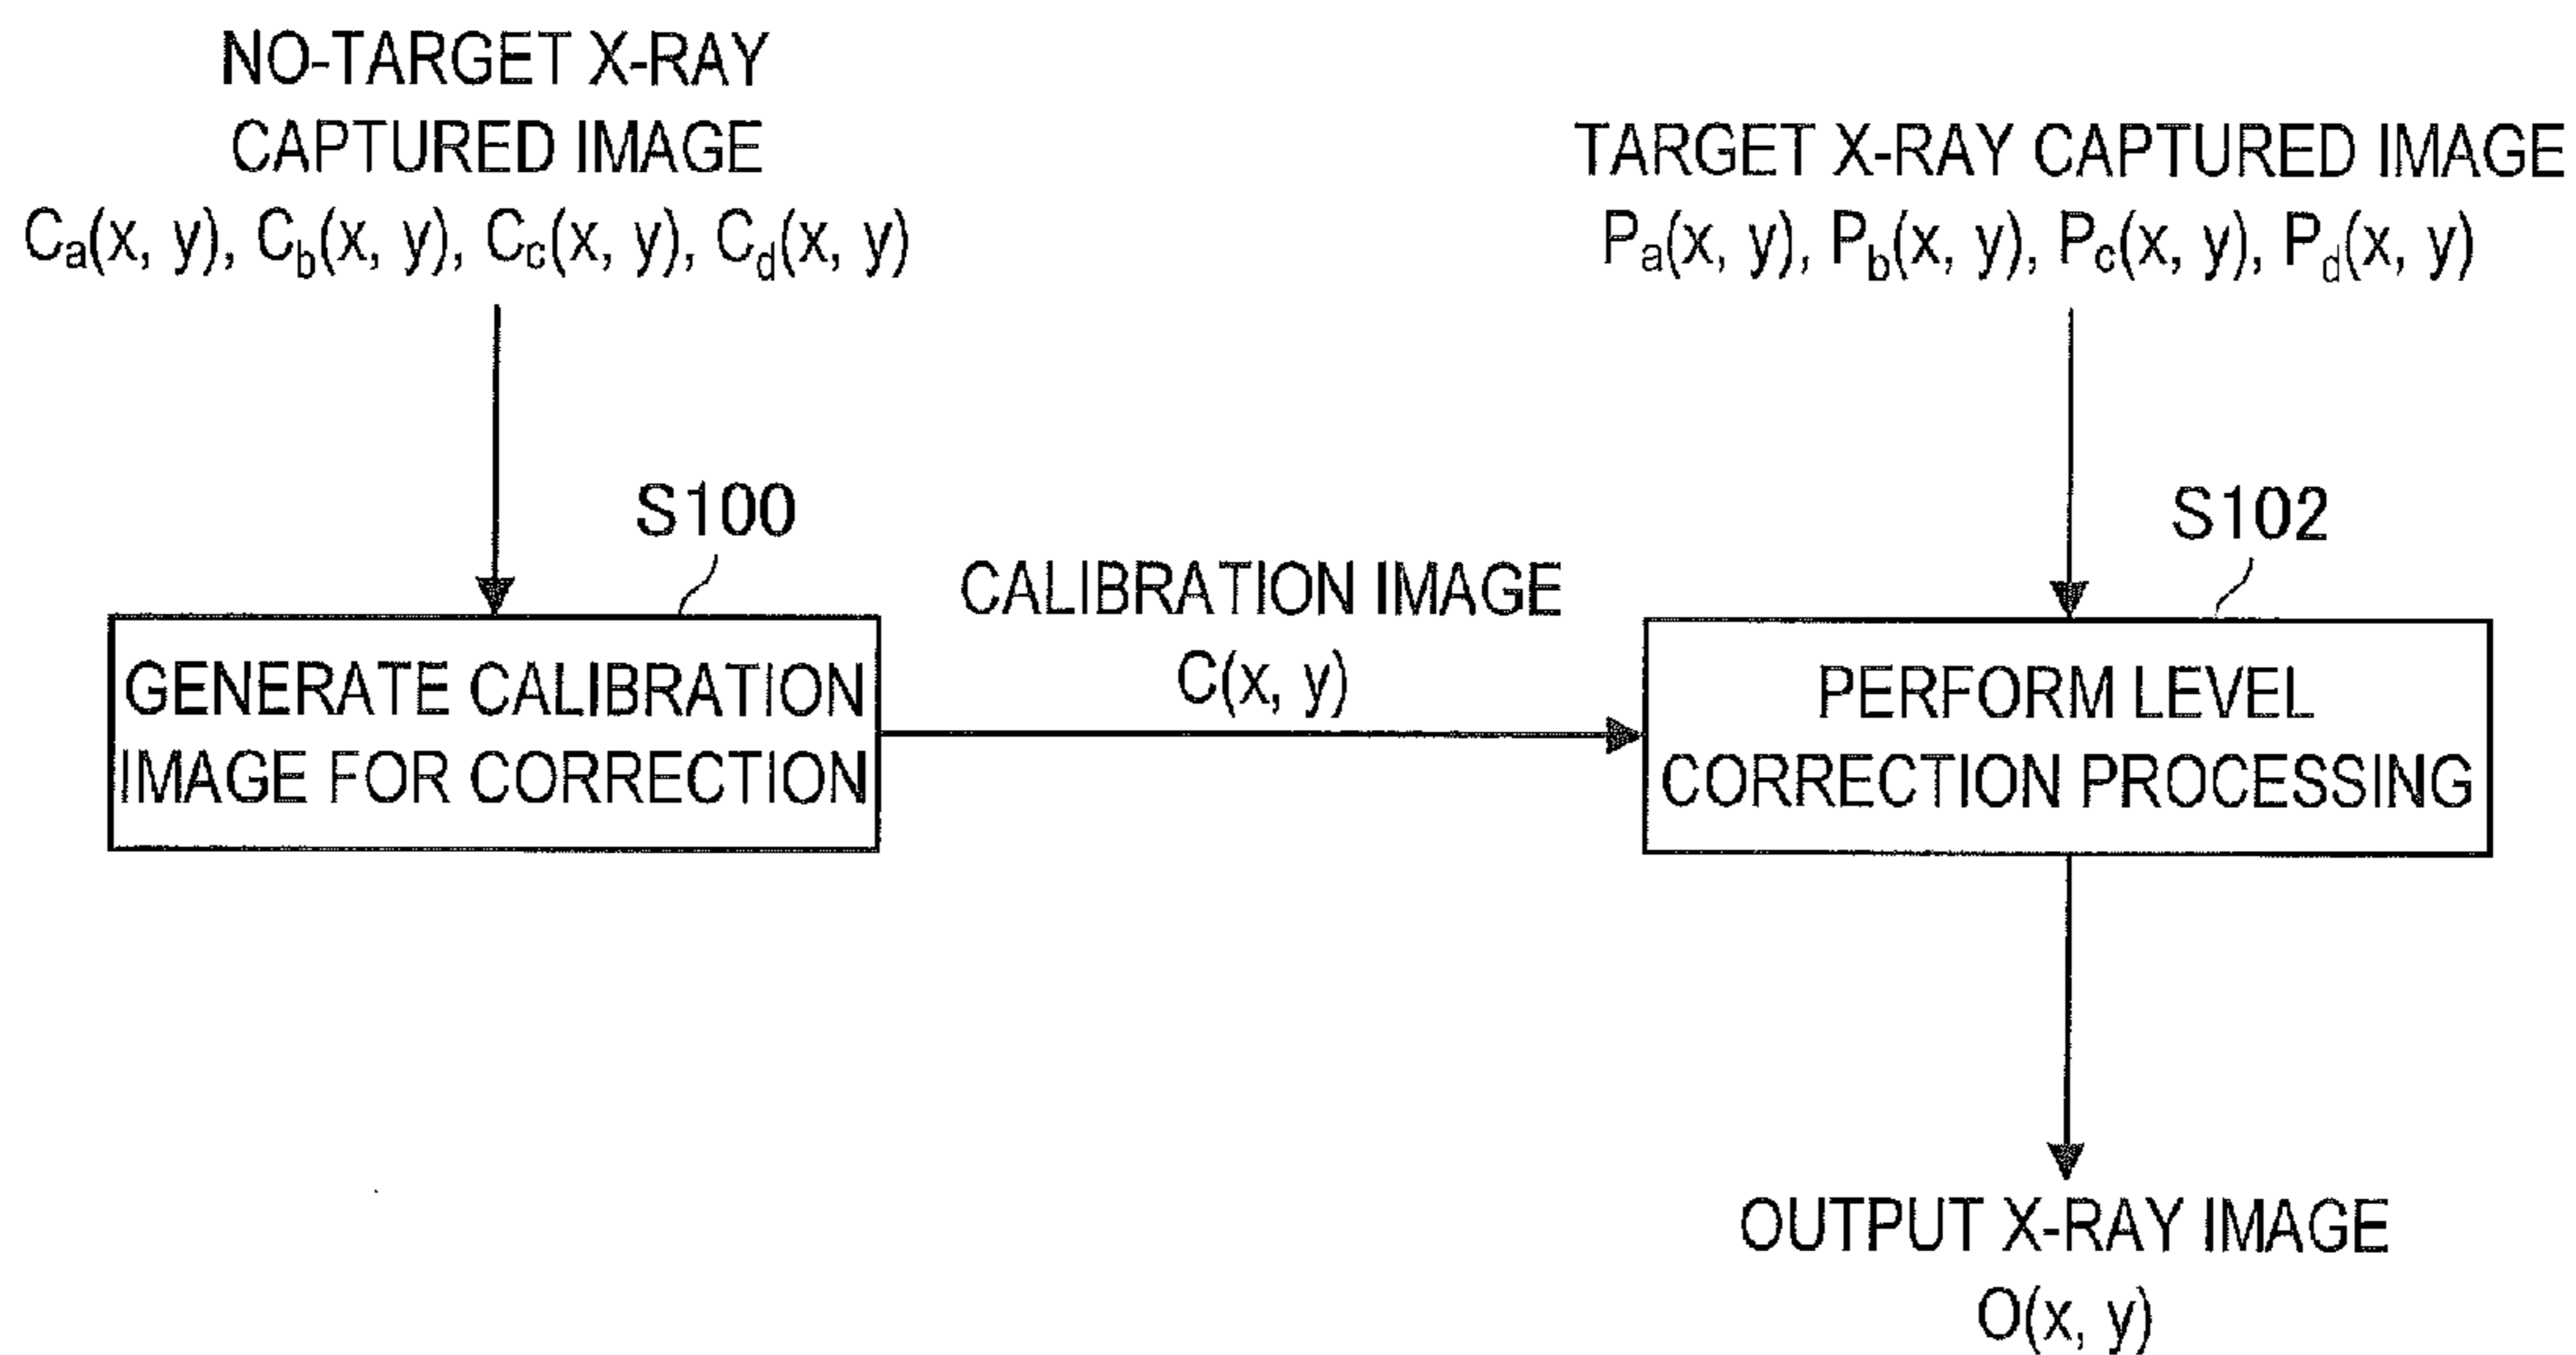 NO-TARGET X-RAY
CAPTURED IMAGE
Ca(x, y), Cb(x, y), Cc(x, y), Cd(x, y)
TARGET X-RAY CAPTURED IMAGE
Pa(x, y), Pb(x, y), Pc(x, y), Pd(x, y)
S100
GENERATE CALIBRATION
IMAGE FOR CORRECTION
CALIBRATION IMAGE
C(x, y)
S102
PERFORM LEVEL
CORRECTION PROCESSING
OUTPUT X-RAY IMAGE
O(x, y)